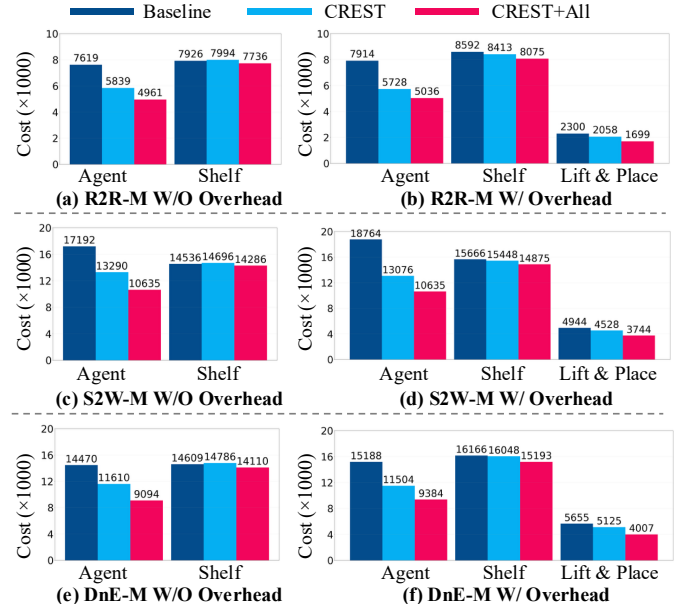 Baseline CREST CREST+All
Cost (×1000)
10
8
6
4
2
0
7619 5839 4961 7926 7994 7736
Agent Shelf
(a) R2R-M W/O Overhead
Cost (×1000)
10
8
6
4
2
0
7914 5728 5036 8592 8413 8075 2300 2058 1699
Agent Shelf Lift & Place
(b) R2R-M W/ Overhead
Cost (×1000)
20
16
12
8
4
0
17192 13290 10635 14536 14696 14286
Agent Shelf
(c) S2W-M W/O Overhead
Cost (×1000)
20
16
12
8
4
0
18764 13076 10635 15666 15448 14875 4944 4528 3744
Agent Shelf Lift & Place
(d) S2W-M W/ Overhead
Cost (×1000)
20
16
12
8
4
0
14470 11610 9094 14609 14786 14110
Agent Shelf
(e) DnE-M W/O Overhead
Cost (×1000)
20
16
12
8
4
0
15188 11504 9384 16166 16048 15193 5655 5125 4007
Agent Shelf Lift & Place
(f) DnE-M W/ Overhead